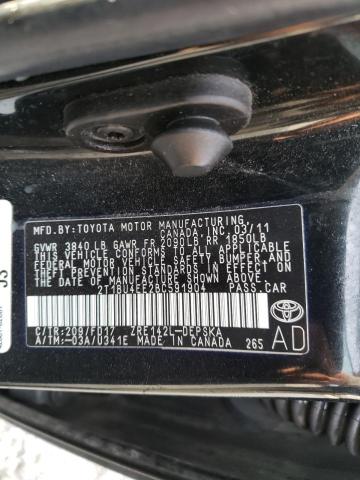 MFD.BY:TOYOTA MOTOR MANUFACTURING,
CANADA, INC. 03/11
GVWR 3840LB GAWR FR 2090LB RR 1850LB
THIS VEHICLE CONFORMS TO ALL APPLICABLE
FEDERAL MOTOR VEHICLE SAFETY, BUMPER AND
THEFT PREVENTION STANDARDS IN EFFECT ON
THE DATE OF MANUFACTURE SHOWN ABOVE.
2T1BU4EE2BC591904 PASS.CAR
C/TR:209/FD17 ZRE142L-DEPSKA
A/TM:-03A/U341E MADE IN CANADA 265
AD